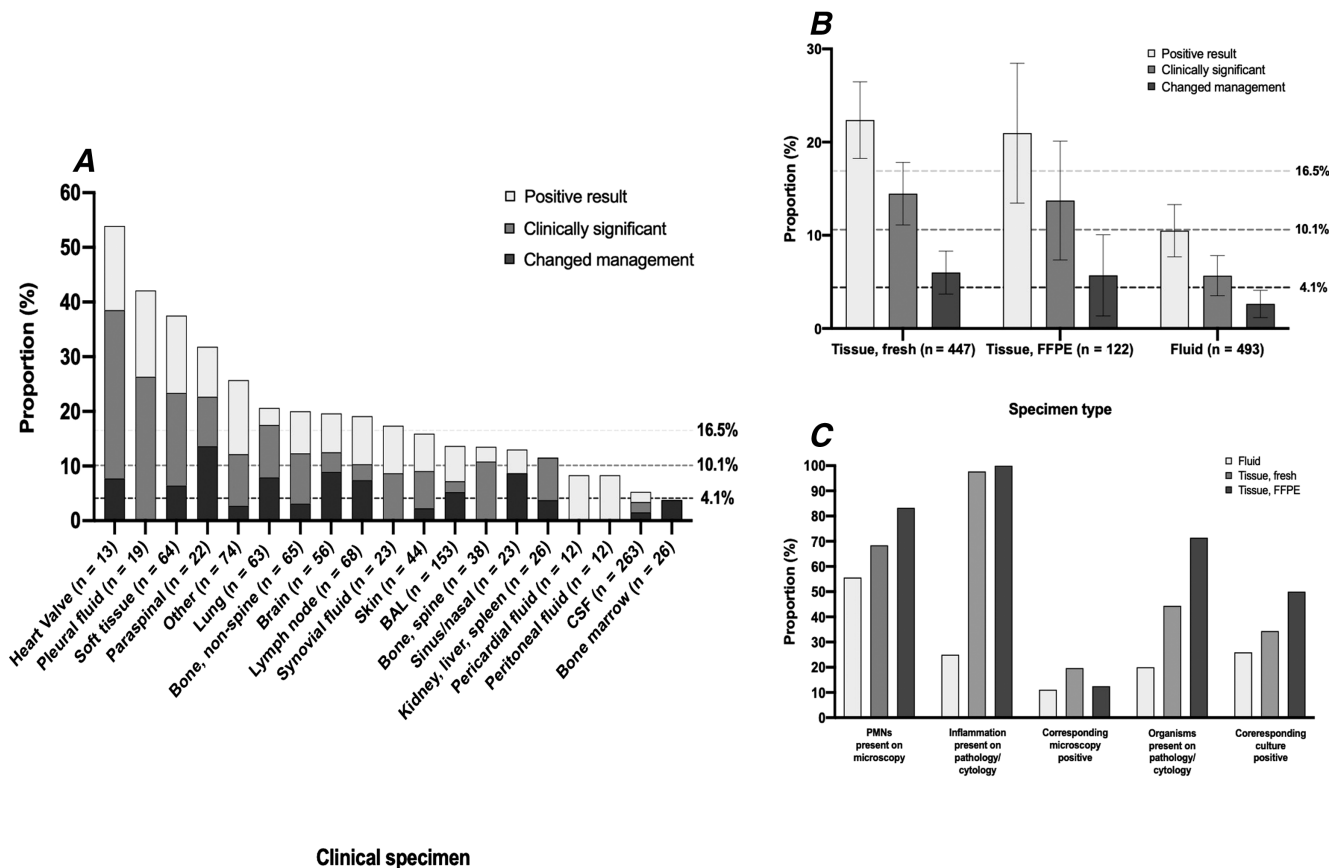 A
Proportion (%)
60
50
40
30
20
10
0
Positive result
Clinically significant
Changed management
16.5%
10.1%
4.1%
Heart Valve (n = 13)
Pleural fluid (n = 19)
Soft tissue (n = 64)
Paraspinal (n = 22)
Other (n = 74)
Lung (n = 63)
Bone, non-spine (n = 65)
Brain (n = 56)
Lymph node (n = 68)
Synovial fluid (n = 23)
Skin (n = 44)
BAL (n = 153)
Bone, spine (n = 38)
Sinus/nasal (n = 23)
Kidney, liver, spleen (n = 26)
Pericardial fluid (n = 12)
Peritoneal fluid (n = 12)
CSF (n = 263)
Bone marrow (n = 26)
Clinical specimen
B
Proportion (%)
30
20
10
0
Positive result
Clinically significant
Changed management
16.5%
10.1%
4.1%
Tissue, fresh (n = 447)
Tissue, FFPE (n = 122)
Fluid (n = 493)
Specimen type
C
Proportion (%)
100
90
80
70
60
50
40
30
20
10
0
Fluid
Tissue, fresh
Tissue, FFPE
PMNs
present on
microscopy
Inflammation
present on
pathology/
cytology
Corresponding
microscopy
positive
Organisms
present on
pathology/
cytology
Coreresponding
culture
positive